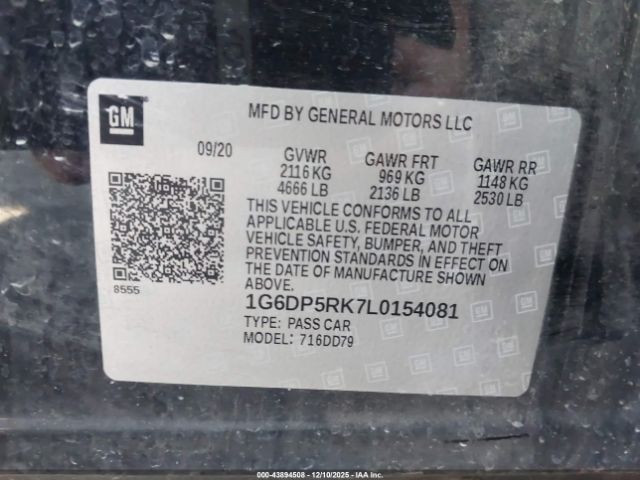 GM
MFD BY GENERAL MOTORS LLC
09/20 GVWR GAWR FRT GAWR RR
2116 KG 969 KG 1148 KG
4666 LB 2136 LB 2530 LB
THIS VEHICLE CONFORMS TO ALL
APPLICABLE U.S. FEDERAL MOTOR
VEHICLE SAFETY, BUMPER, AND THEFT
PREVENTION STANDARDS IN EFFECT ON
THE DATE OF MANUFACTURE SHOWN
ABOVE.
8555
1G6DP5RK7L0154081
TYPE: PASS CAR
MODEL: 716DD79
000-43894508 - 12/10/2025 - IAA Inc.